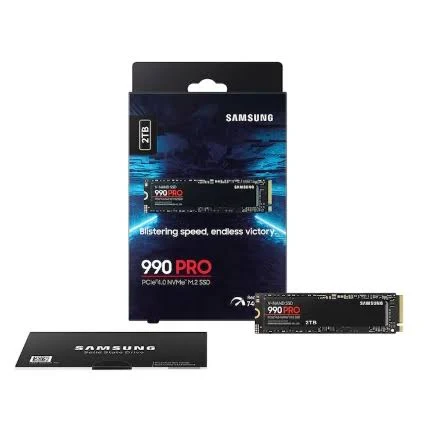 SAMSUNG
2TB
V-NAND SSD
990 PRO
SAMSUNG
Blistering speed, endless victory.
990 PRO
PCIe® 4.0 NVMe™ M.2 SSD
V-NAND SSD
990 PRO
SAMSUNG
2TB
SAMSUNG
Solid State Drive